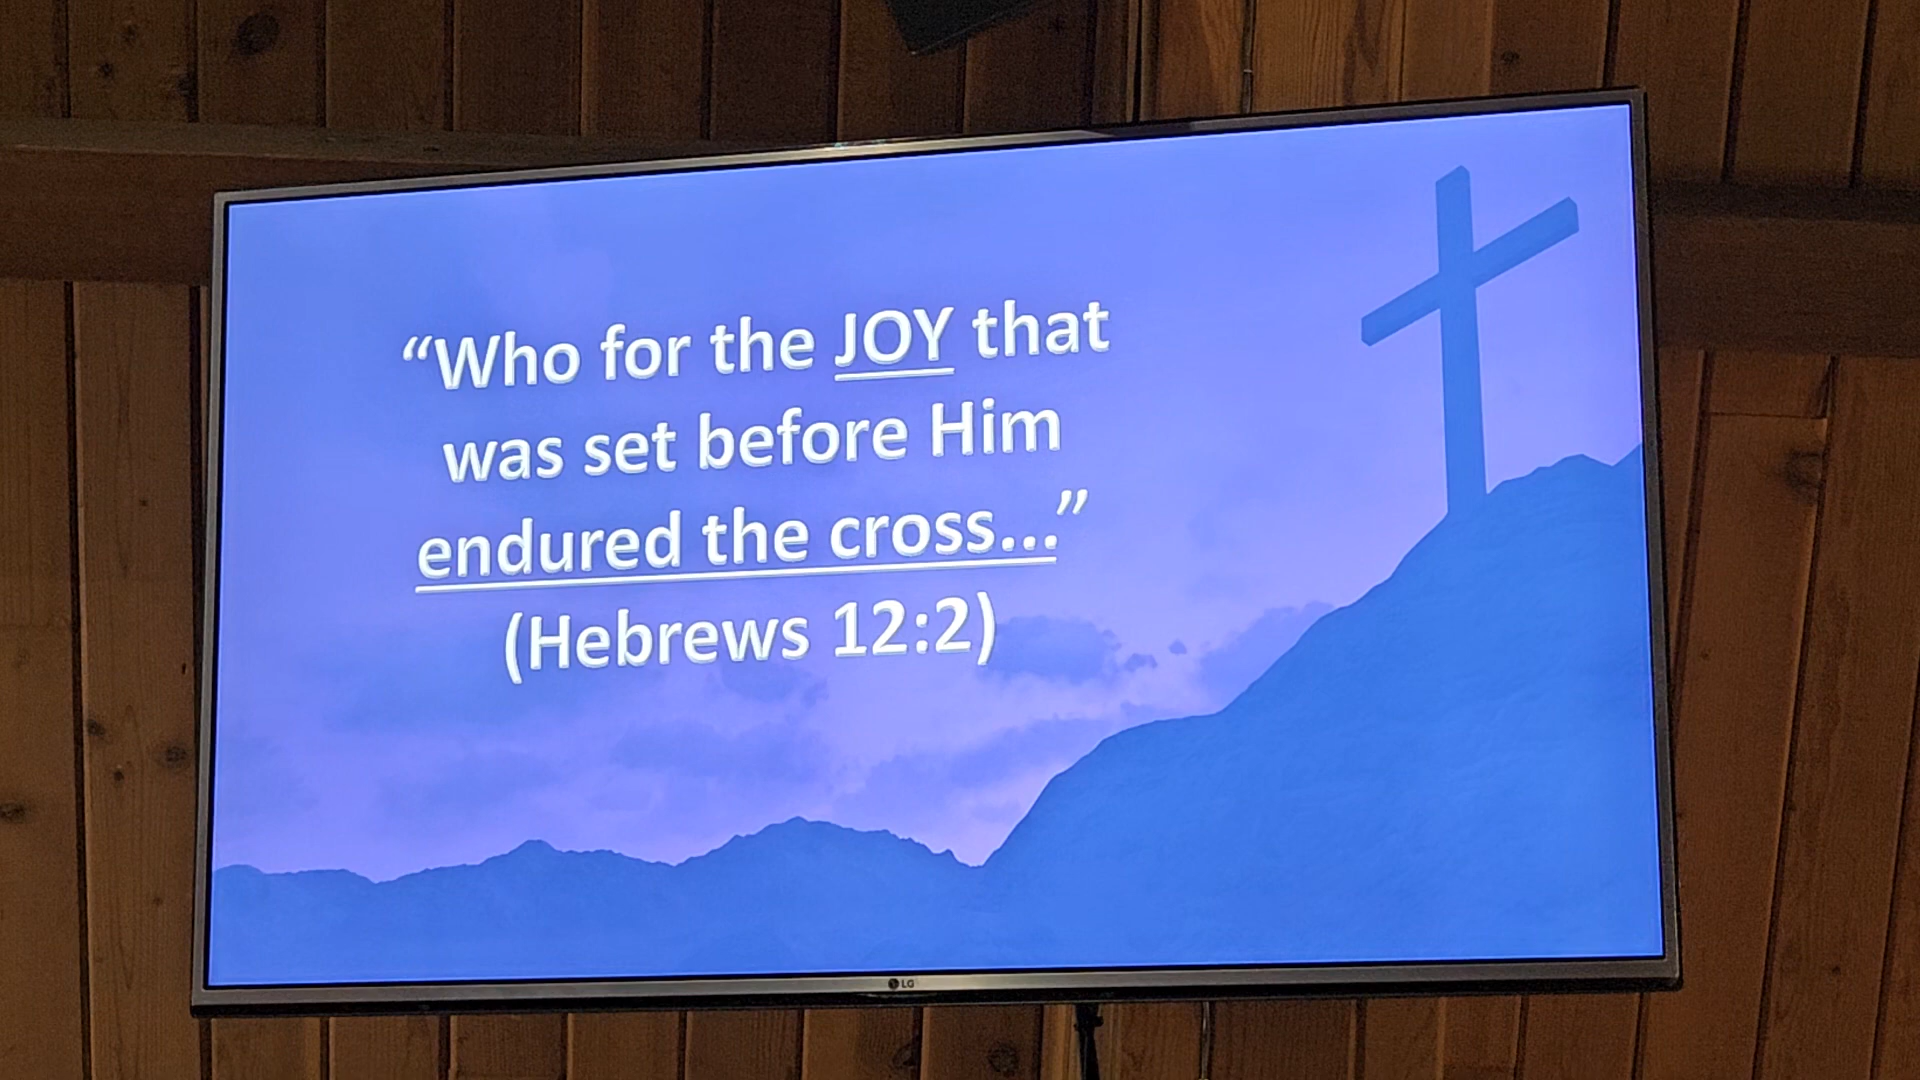 “Who for the JOY that
was set before Him
endured the cross...”
(Hebrews 12:2)
LG